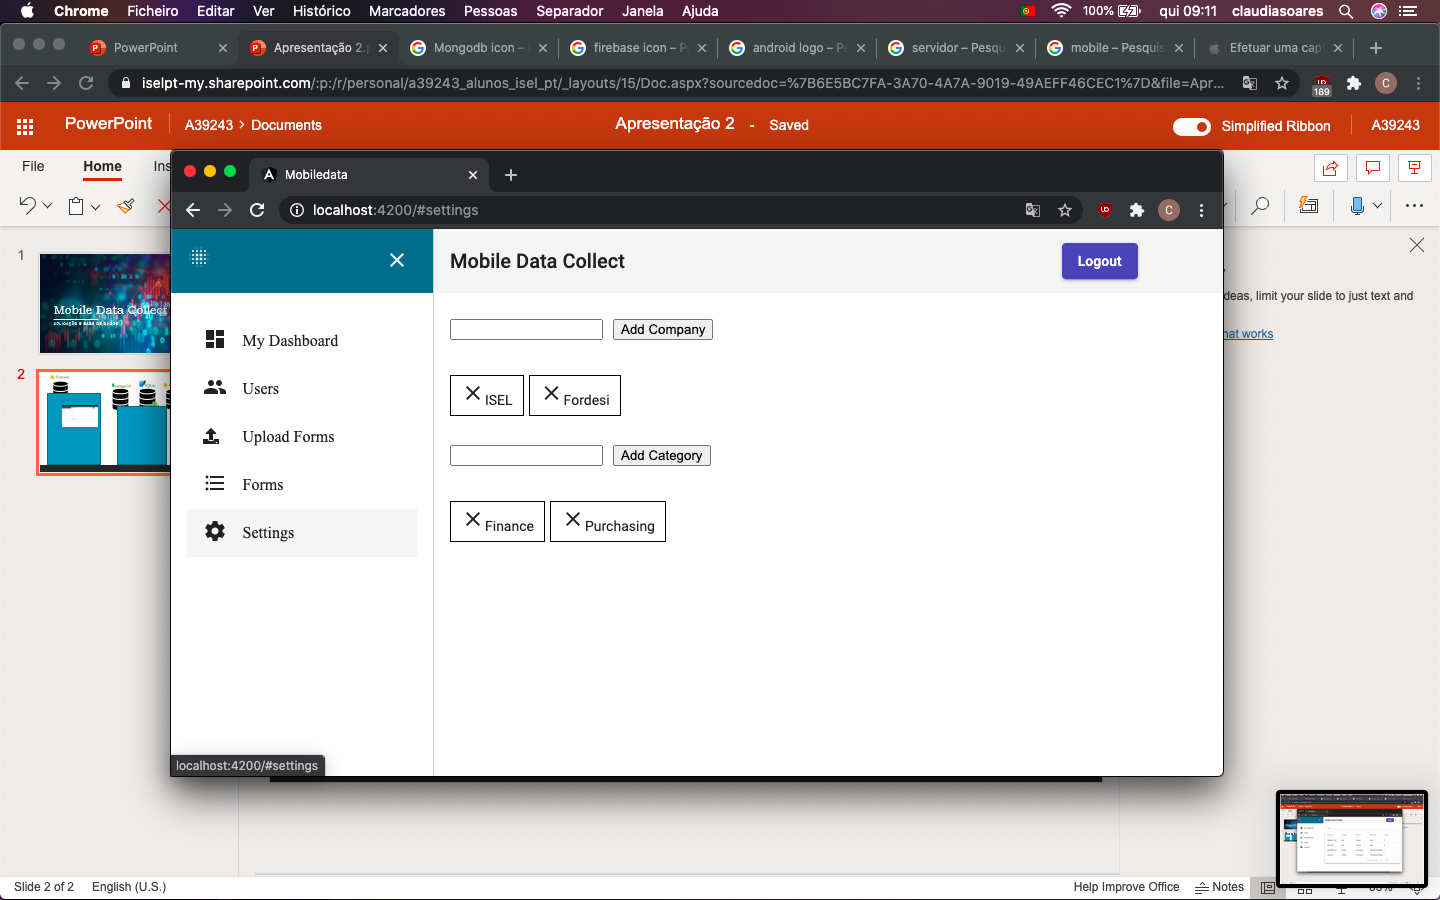 Chrome Ficheiro Editar Ver Histórico Marcadores Pessoas Separador Janela Ajuda 100% qui 09:11 claudiasoares
PowerPoint Apresentação 2.p Mongodb icon – firebase icon – Pe android logo – Pe servidor – Pesqu mobile – Pesquis Efetuar uma cap
iselpt-my.sharepoint.com/:p:/r/personal/a39243_alunos_isel_pt/_layouts/15/Doc.aspx?sourcedoc=%7B6E5BC7FA-3A70-4A7A-9019-49AEFF46CEC1%7D&file=Apr... 189 C
PowerPoint A39243 > Documents Apresentação 2 - Saved Simplified Ribbon A39243
File Home Ins
Mobiledata
localhost:4200/#settings C
Mobile Data Collect Logout
My Dashboard
Users
Upload Forms
Forms
Settings
Add Company
ISEL Fordesi
Add Category
Finance Purchasing
localhost:4200/#settings
1
Mobile Data Collect
2
deas, limit your slide to just text and
hat works
Slide 2 of 2 English (U.S.) Help Improve Office Notes